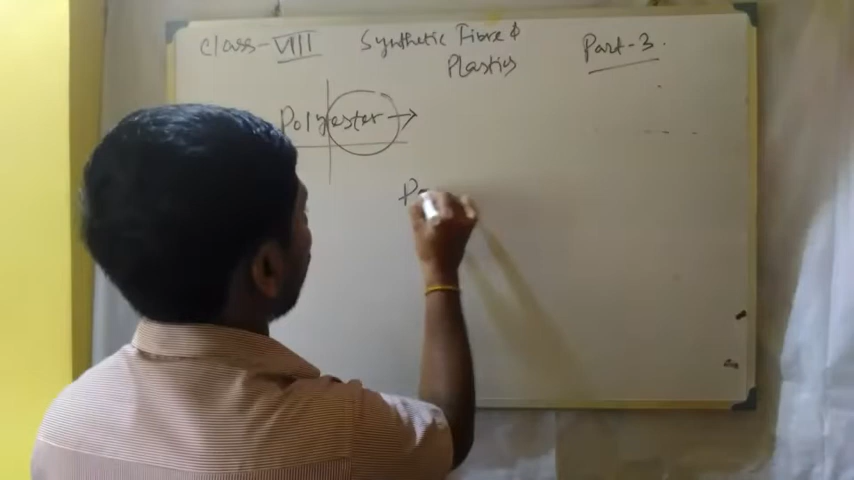 Class-VIII Synthetic Fibre & Part-3.
Plastics
Polyester →
P